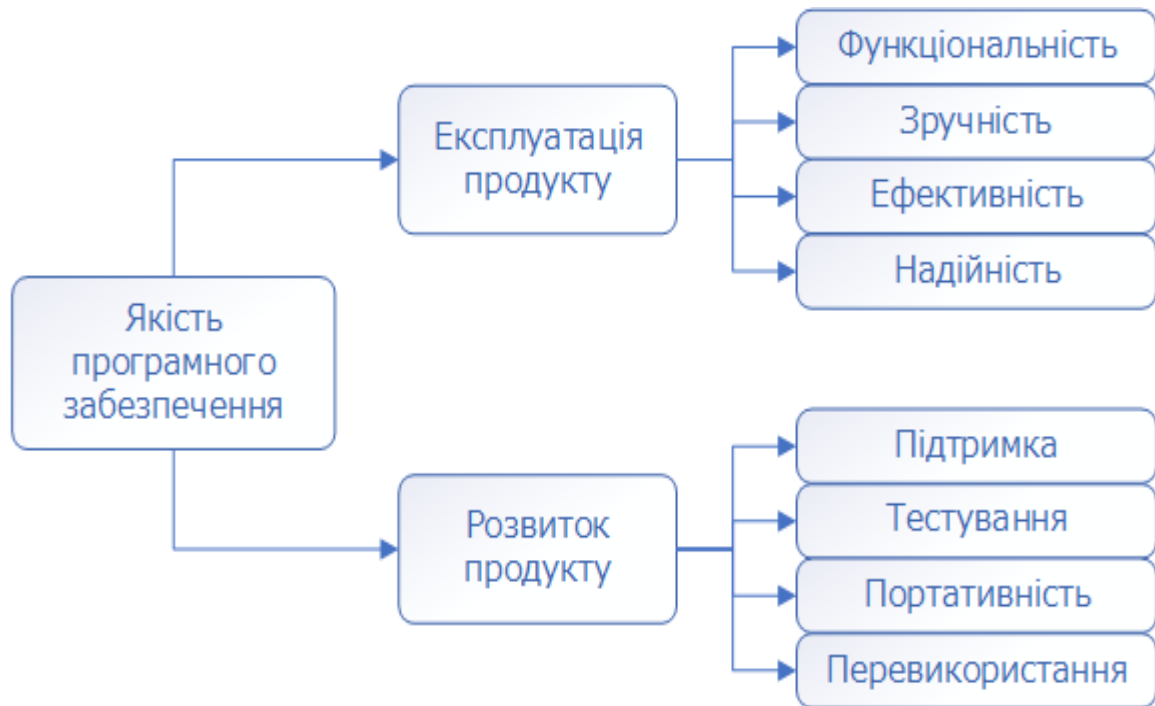 Якість
програмного
забезпечення
Експлуатація
продукту
Функціональність
Зручність
Ефективність
Надійність
Розвиток
продукту
Підтримка
Тестування
Портативність
Перевикористання